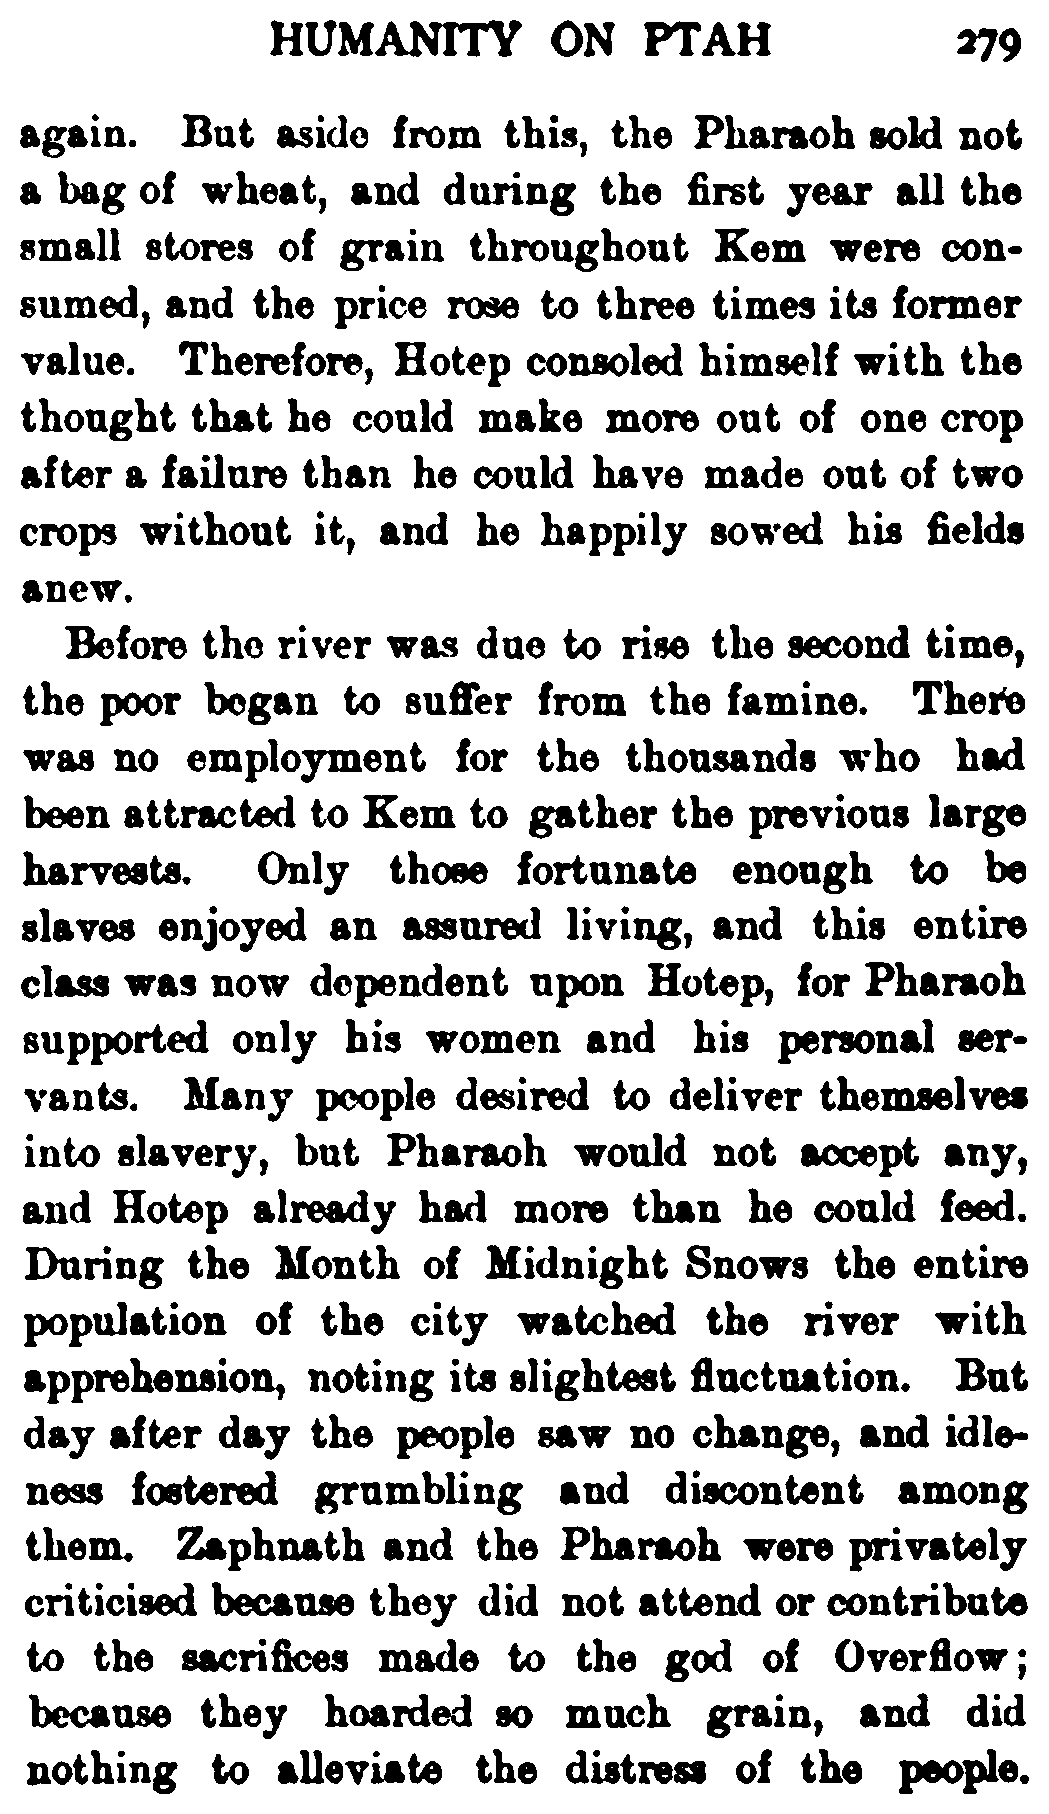 HUMANITY ON PTAH 279
again. But aside from this, the Pharaoh sold not
a bag of wheat, and during the first year all the
small stores of grain throughout Kem were con-
sumed, and the price rose to three times its former
value. Therefore, Hotep consoled himself with the
thought that he could make more out of one crop
after a failure than he could have made out of two
crops without it, and he happily sowed his fields
anew.
Before the river was due to rise the second time,
the poor began to suffer from the famine. There
was no employment for the thousands who had
been attracted to Kem to gather the previous large
harvests. Only those fortunate enough to be
slaves enjoyed an assured living, and this entire
class was now dependent upon Hotep, for Pharaoh
supported only his women and his personal ser-
vants. Many people desired to deliver themselves
into slavery, but Pharaoh would not accept any,
and Hotep already had more than he could feed.
During the Month of Midnight Snows the entire
population of the city watched the river with
apprehension, noting its slightest fluctuation. But
day after day the people saw no change, and idle-
ness fostered grumbling and discontent among
them. Zaphnath and the Pharaoh were privately
criticised because they did not attend or contribute
to the sacrifices made to the god of Overflow;
because they hoarded so much grain, and did
nothing to alleviate the distress of the people.